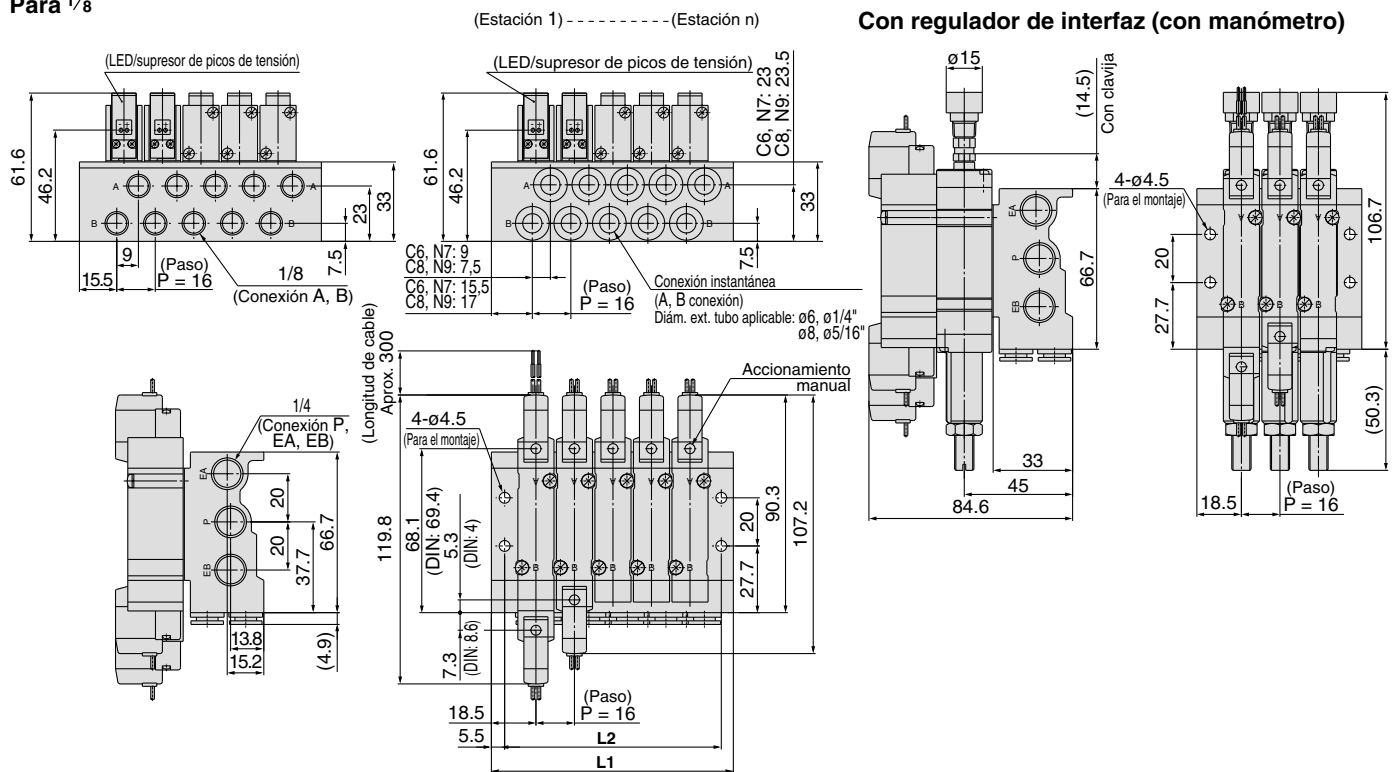 Para 1/8
(Estación 1) - - - - - - - - - - (Estación n)
Con regulador de interfaz (con manómetro)
(LED/supresor de picos de tensión)
61.6
46.2
A
A
B
B
23
33
7.5
9
15.5
(Paso)
P = 16
1/8
(Conexión A, B)
(LED/supresor de picos de tensión)
C6, N7: 23
C8, N9: 23.5
61.6
46.2
A
A
B
B
33
7.5
C6, N7: 9
C8, N9: 7,5
C6, N7: 15,5
C8, N9: 17
(Paso)
P = 16
Conexión instantánea
(A, B conexión)
Diám. ext. tubo aplicable: ø6, ø1/4"
ø8, ø5/16"
ø15
(14.5)
Con clavija
EA
P
EB
66.7
33
45
84.6
4-ø4.5
(Para el montaje)
20
27.7
106.7
(50.3)
B
B
18.5
(Paso)
P = 16
1/4
(Conexión P,
EA, EB)
EA
P
EB
20
20
37.7
66.7
13.8
15.2
(4.9)
(Longitud de cable)
Aprox. 300
Accionamiento
manual
4-ø4.5
(Para el montaje)
119.8
68.1
(DIN: 69.4)
5.3
(DIN: 4)
7.3
(DIN: 8.6)
B
B
B
B
B
20
27.7
90.3
107.2
18.5
(Paso)
P = 16
5.5
L2
L1